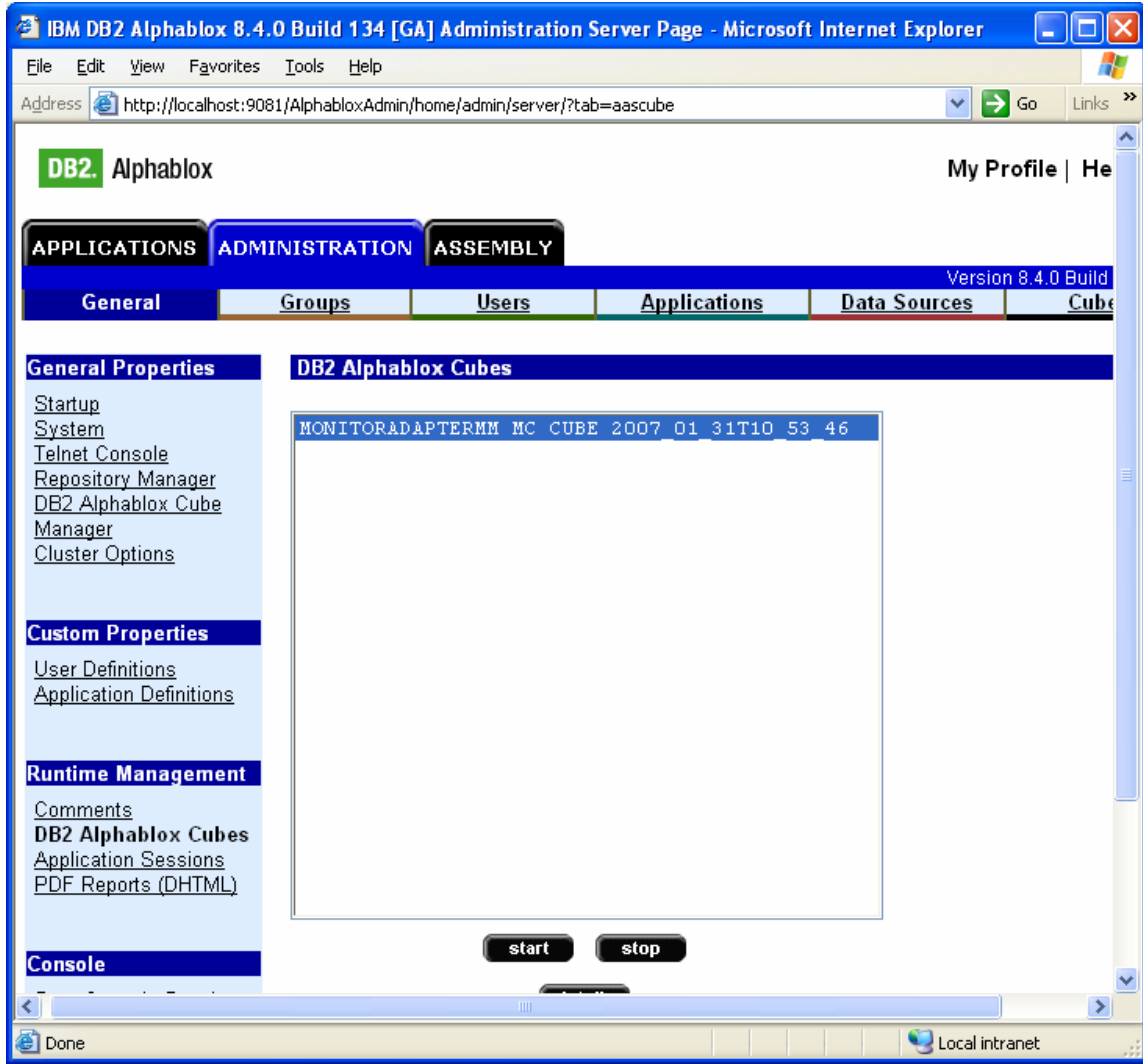 IBM DB2 Alphablox 8.4.0 Build 134 [GA] Administration Server Page - Microsoft Internet Explorer
File Edit View Favorites Tools Help
Address http://localhost:9081/AlphabloxAdmin/home/admin/server/?tab=aascube Go Links »
DB2. Alphablox
My Profile | He
APPLICATIONS ADMINISTRATION ASSEMBLY
Version 8.4.0 Build
General Groups Users Applications Data Sources Cube
General Properties
Startup
System
Telnet Console
Repository Manager
DB2 Alphablox Cube
Manager
Cluster Options
Custom Properties
User Definitions
Application Definitions
Runtime Management
Comments
DB2 Alphablox Cubes
Application Sessions
PDF Reports (DHTML)
Console
DB2 Alphablox Cubes
MONITORADAPTERMM MC CUBE 2007_01_31T10_53_46
start stop
Done
Local intranet